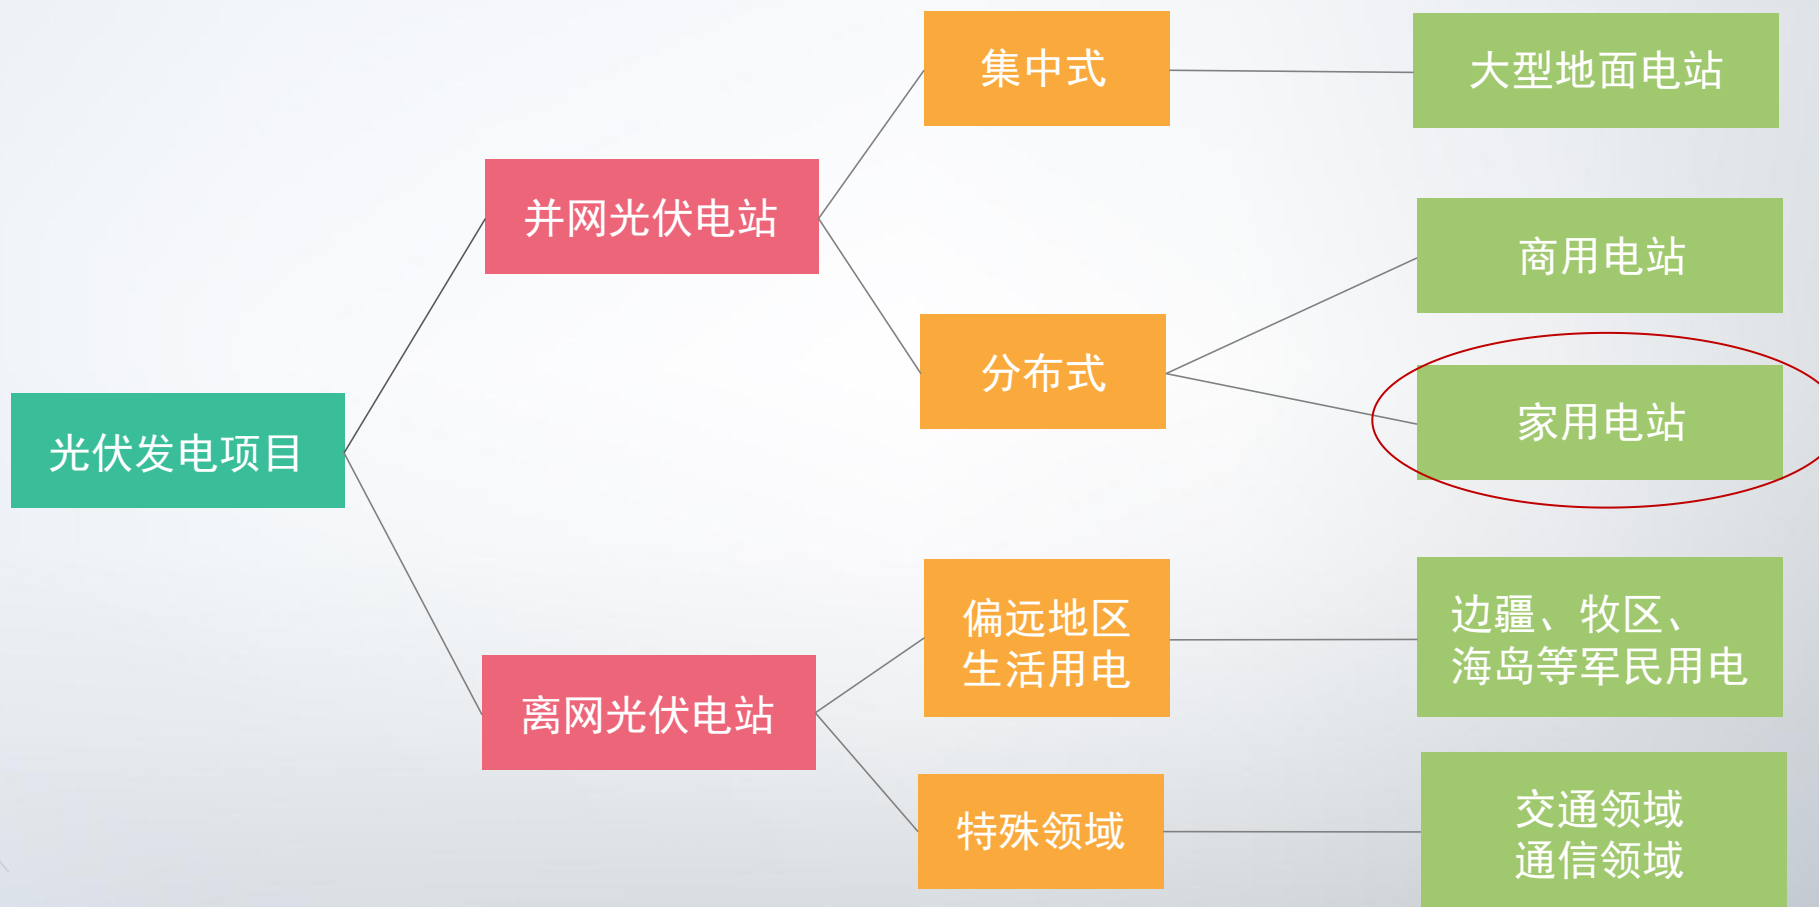 集中式
大型地面电站
并网光伏电站
商用电站
分布式
家用电站
光伏发电项目
偏远地区
生活用电
边疆、牧区、
海岛等军民用电
离网光伏电站
特殊领域
交通领域
通信领域